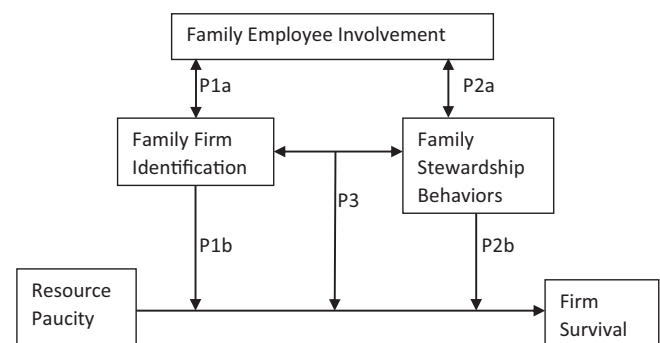 Family Employee Involvement
P1a
P2a
Family Firm
Identification
Family
Stewardship
Behaviors
P3
P1b
P2b
Resource
Paucity
Firm
Survival